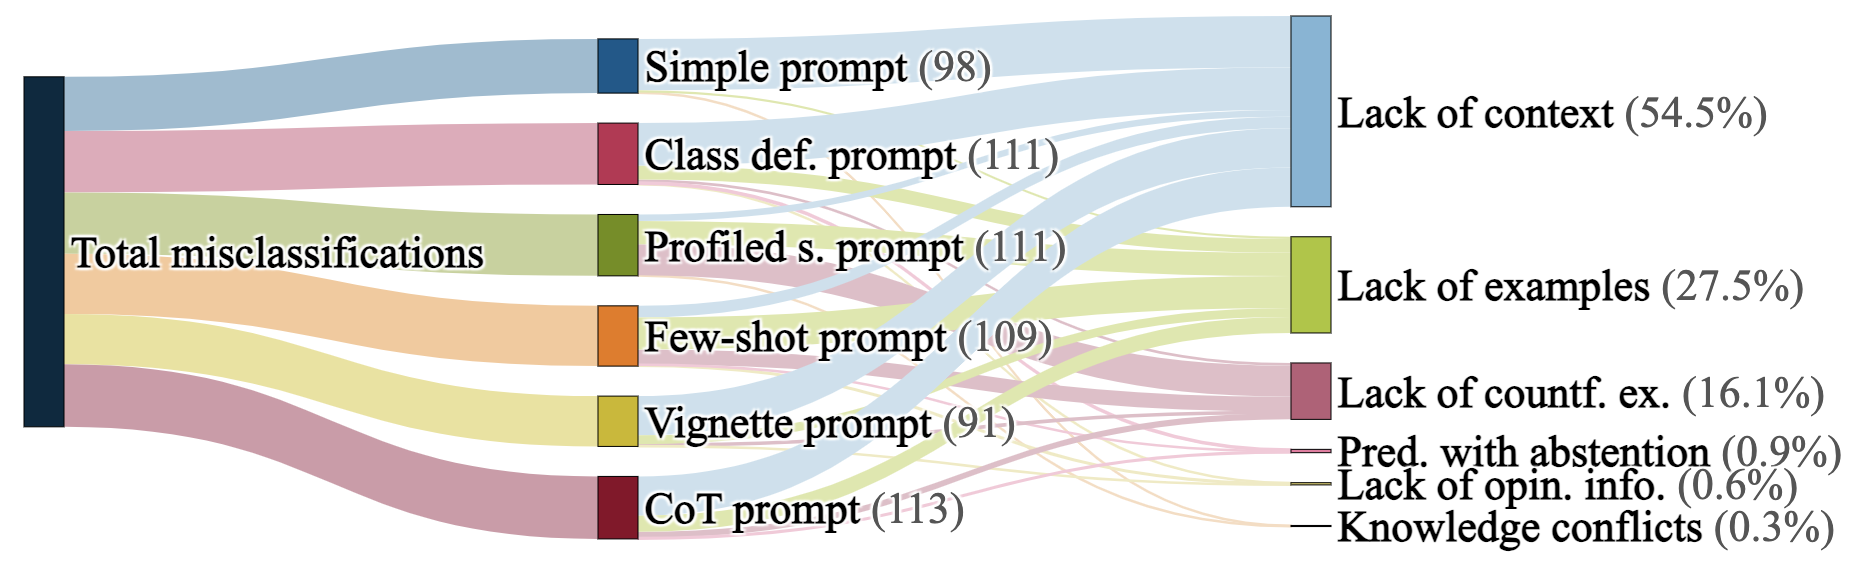 Total misclassifications
Simple prompt (98)
Class def. prompt (111)
Profiled s. prompt (111)
Few-shot prompt (109)
Vignette prompt (91)
CoT prompt (113)
Lack of context (54.5%)
Lack of examples (27.5%)
Lack of countf. ex. (16.1%)
Pred. with abstention (0.9%)
Lack of opin. info. (0.6%)
Knowledge conflicts (0.3%)